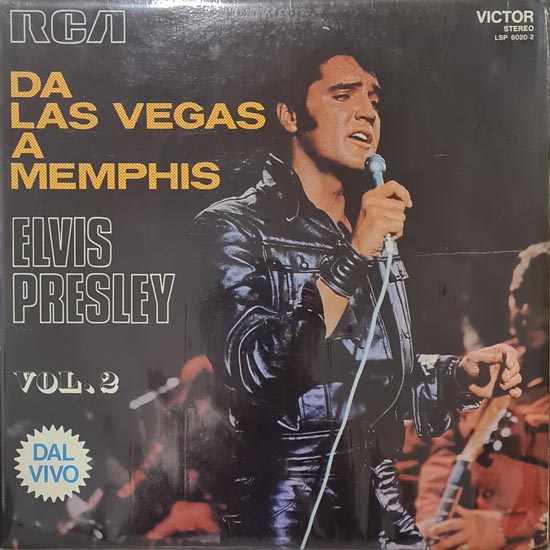 RCA
VICTOR
STEREO
LSP 6020-2
DA
LAS VEGAS
A
MEMPHIS
ELVIS
PRESLEY
VOL. 2
DAL
VIVO